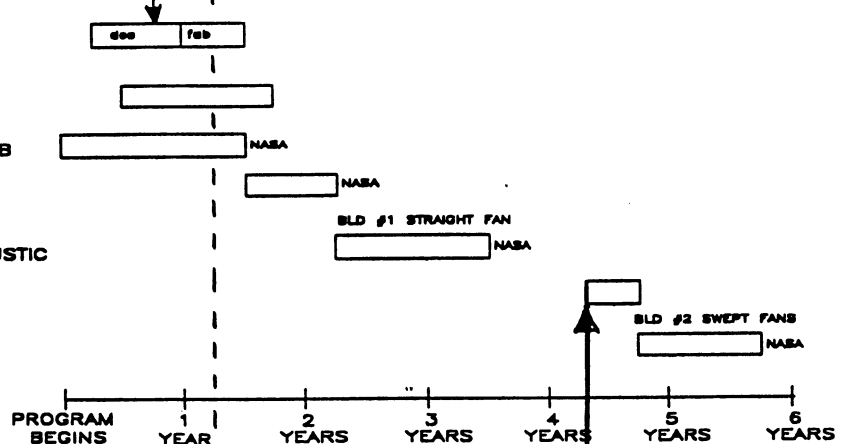 des fab
B NASA
NASA
BLD #1 STRAIGHT FAN
USTIC NASA
BLD #2 SWEPT FANS
NASA
PROGRAM BEGINS
1 YEAR
2 YEARS
3 YEARS
4 YEARS
5 YEARS
6 YEARS